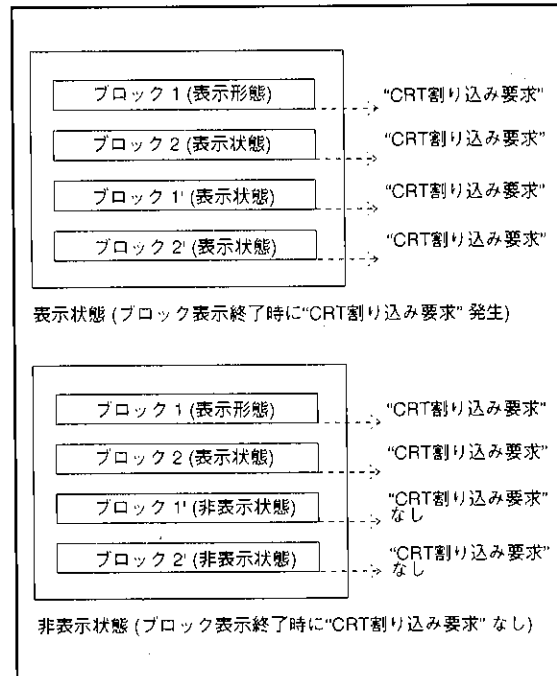 ブロック 1 (表示形態)
“CRT割り込み要求”
ブロック 2 (表示状態)
“CRT割り込み要求”
ブロック 1' (表示状態)
“CRT割り込み要求”
ブロック 2' (表示状態)
“CRT割り込み要求”
表示状態 (ブロック表示終了時に“CRT割り込み要求” 発生)
ブロック 1 (表示形態)
“CRT割り込み要求”
ブロック 2 (表示状態)
“CRT割り込み要求”
ブロック 1' (非表示状態)
“CRT割り込み要求”
なし
ブロック 2' (非表示状態)
“CRT割り込み要求”
なし
非表示状態 (ブロック表示終了時に“CRT割り込み要求” なし)